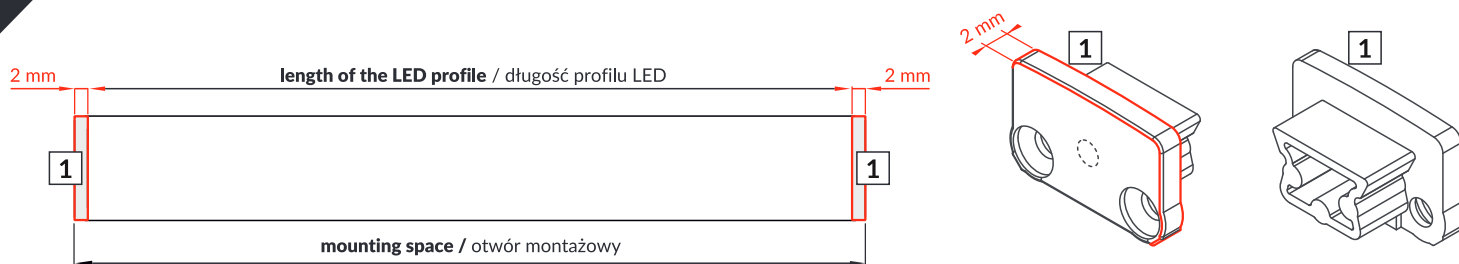 2 mm
length of the LED profile / długość profilu LED
2 mm
1
1
mounting space / otwór montażowy
2 mm
1
1